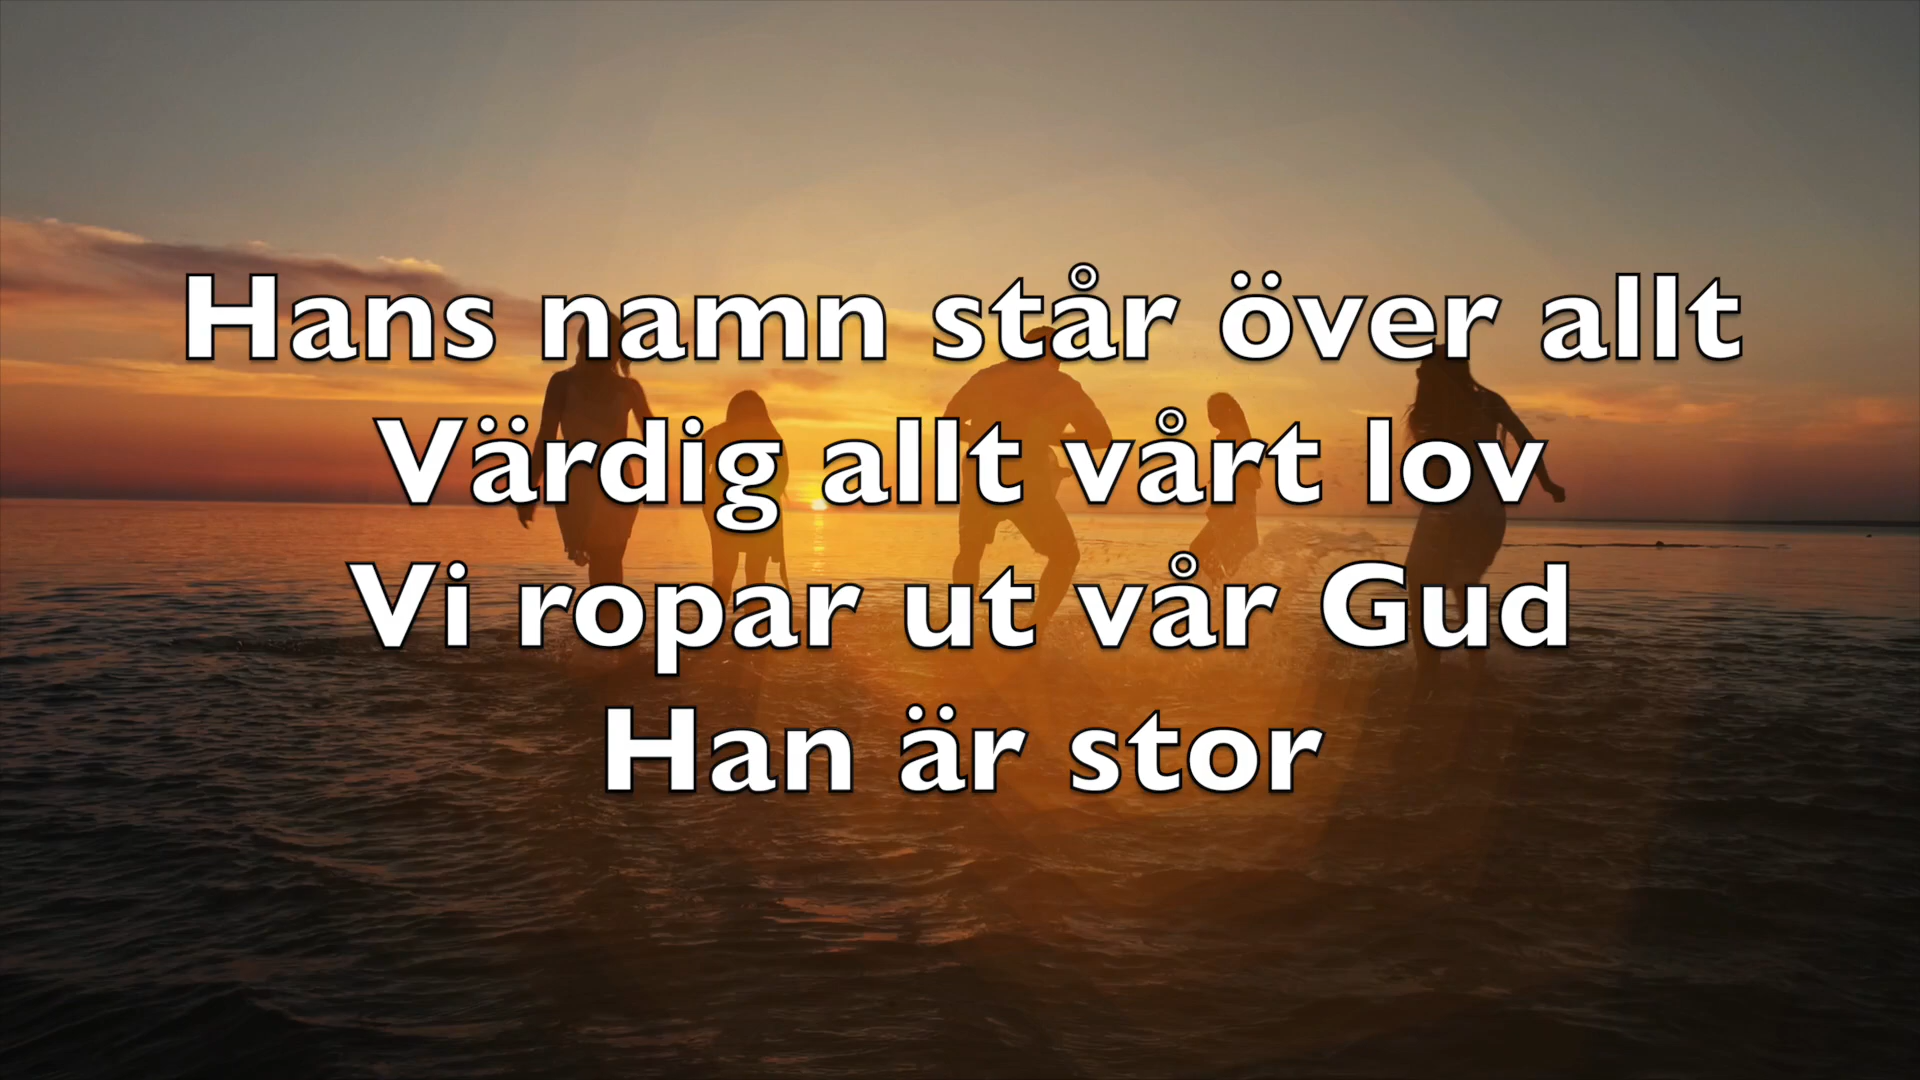 Hans namn står över allt
Värdig allt vårt lov
Vi ropar ut vår Gud
Han är stor